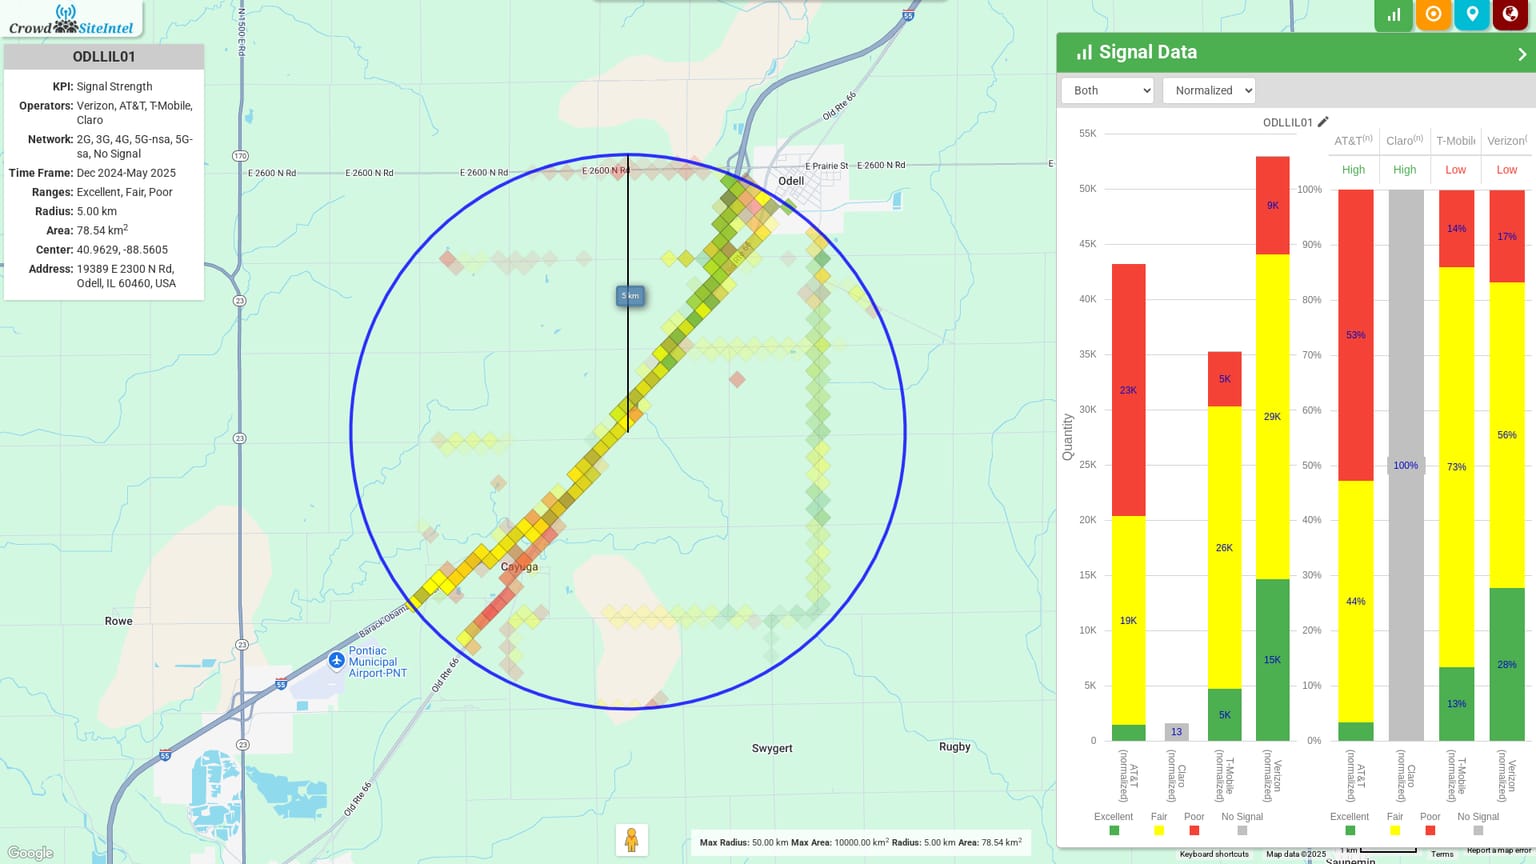 CrowdSiteIntel
ODLLIL01
KPI: Signal Strength
Operators: Verizon, AT&T, T-Mobile,
Claro
Network: 2G, 3G, 4G, 5G-nsa, 5G-
sa, No Signal
Time Frame: Dec 2024-May 2025
Ranges: Excellent, Fair, Poor
Radius: 5.00 km
Area: 78.54 km2
Center: 40.9629, -88.5605
Address: 19389 E 2300 N Rd,
Odell, IL 60460, USA
N 1500 E Rd
55
Old Rte 66
170
E 2600 N Rd
E 2600 N Rd
E 2600 N Rd
E 2600 N Rd
E Prairie St
E 2600 N Rd
E
Odell
5 km
23
23
23
23
Cayuga
Rowe
Barack Obama
Pontiac
Municipal
Airport-PNT
Old Rte 66
55
55
Old Rte 66
Swygert
Rugby
Google
Max Radius: 50.00 km Max Area: 10000.00 km2 Radius: 5.00 km Area: 78.54 km2
Signal Data
Both
Normalized
ODLLIL01
AT&T(n)
Claro(n)
T-Mobile
Verizon(
High
High
Low
Low
Quantity
55K
50K
45K
40K
35K
30K
25K
20K
15K
10K
5K
0
23K
19K
13
5K
26K
5K
9K
29K
15K
100%
90%
80%
70%
60%
50%
40%
30%
20%
10%
0%
53%
44%
100%
14%
73%
13%
17%
56%
28%
AT&T
(normalized)
Claro
(normalized)
T-Mobile
(normalized)
Verizon
(normalized)
AT&T
(normalized)
Claro
(normalized)
T-Mobile
(normalized)
Verizon
(normalized)
Excellent
Fair
Poor
No Signal
Excellent
Fair
Poor
No Signal
Keyboard shortcuts
Map data ©2025
1 km
Terms
Report a map error
Saunemin